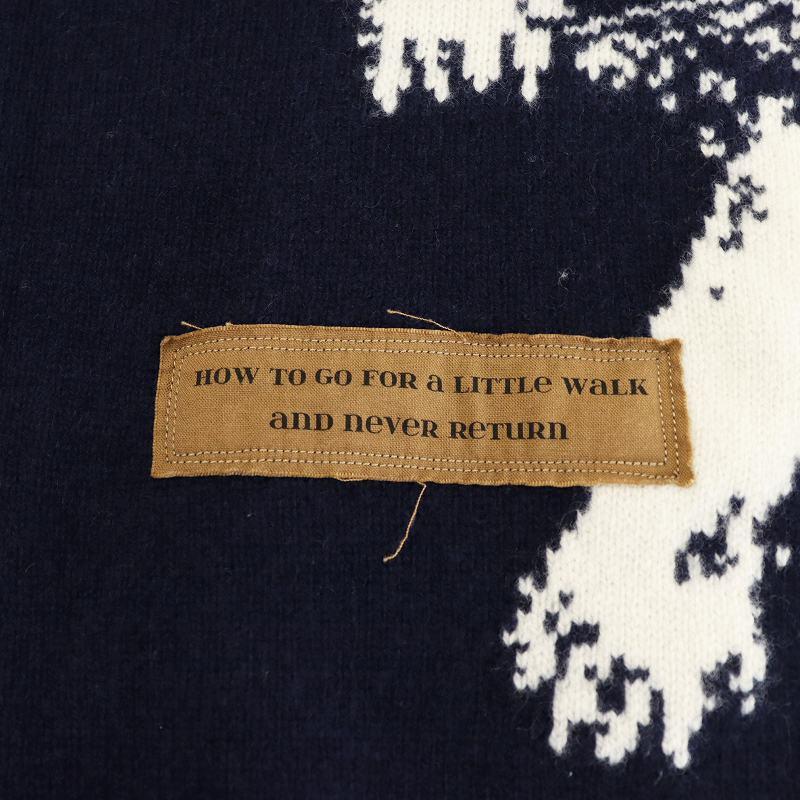 HOW TO GO FOR a LITTLe WaLK
anD never return